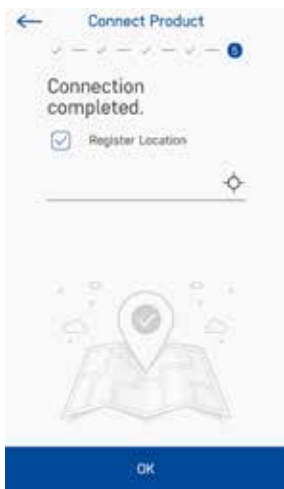 Connect Product
5
Connection
completed.
Register Location
OK